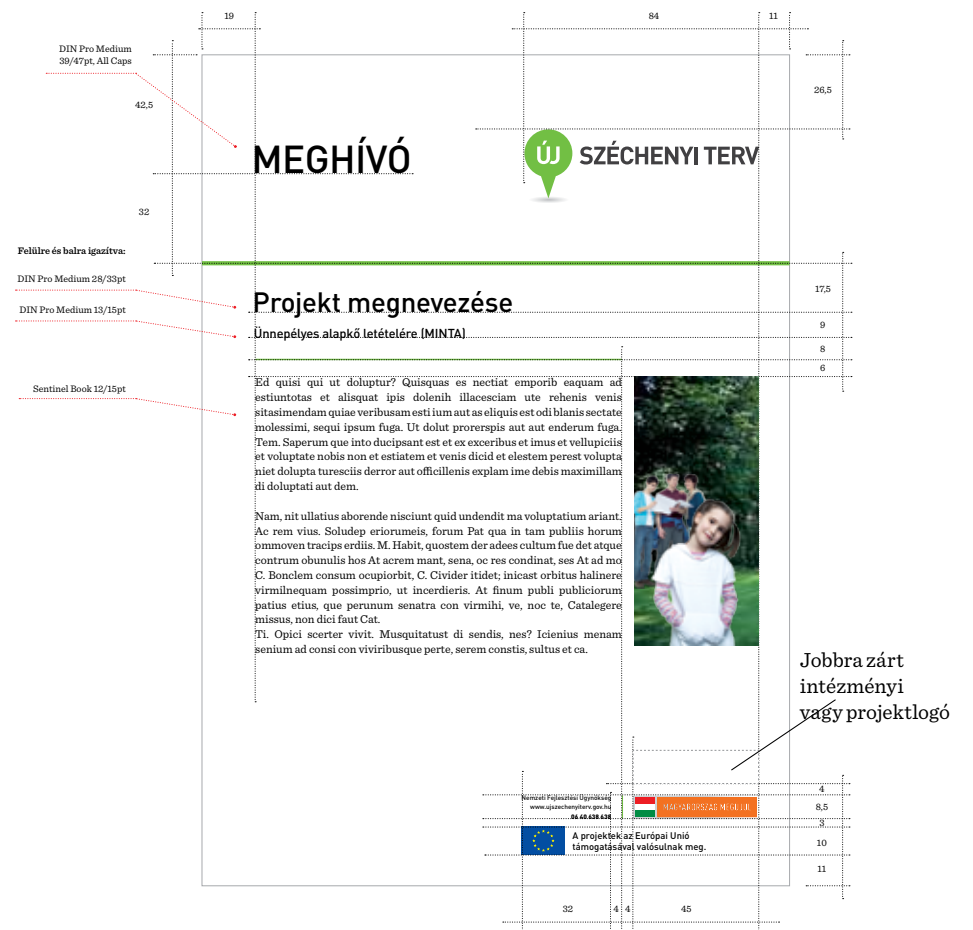 19
84
11
DIN Pro Medium
39/47pt, All Caps
42,5
26,5
MEGHÍVÓ
ÚJ SZÉCHENYI TERV
32
Felülre és balra igazítva:
DIN Pro Medium 28/33pt
17,5
Projekt megnevezése
DIN Pro Medium 13/15pt
9
Ünnepélyes alapkő letételére (MINTA)
8
6
Sentinel Book 12/15pt
Ed quisi qui ut doluptur? Quisquas es nectiat emporib eaquam ad
estiuntotas et alisquat ipis dolenih illacesciam ute rehenis venis
sitasimendam quiae veribusam esti ium aut as eliquis est odi blanis sectate
molessimi, sequi ipsum fuga. Ut dolut prorerspis aut aut enderum fuga.
Tem. Saperum que into ducipsant est et ex exceribus et imus et vellupiciis
et voluptate nobis non et estiatem et venis dicid et elestem perest volupta
niet dolupta turesciis derror aut officillenis explam ime debis maximillam
di doluptati aut dem.
Nam, nit ullatius aborende nisciunt quid undendit ma voluptatium ariant.
Ac rem vius. Soludep eriorumeis, forum Pat qua in tam publiis horum
ommoven tracips erdiis. M. Habit, quostem der adees cultum fue det atque
contrum obunulis hos At acrem mant, sena, oc res condinat, ses At ad mo
C. Bonclem consum ocupiorbit, C. Civider itidet; inicast orbitus halinere
virmilnequam possimprio, ut incerdieris. At finum publi publiciorum
patius etius, que perunum senatra con virmihi, ve, noc te, Catalegere
missus, non dici faut Cat.
Ti. Opici scerter vivit. Musquitatust di sendis, nes? Icienius menam
senium ad consi con viviribusque perte, serem constis, sultus et ca.
Jobbra zárt
intézményi
vagy projektlogó
4
Nemzeti Fejlesztési Ügynökség
www.ujszechenyiterv.gov.hu
06 40 638 638
MAGYARORSZÁG MEGÚJUL
8,5
3
A projektek az Európai Unió
támogatásával valósulnak meg.
10
11
32
4
4
45